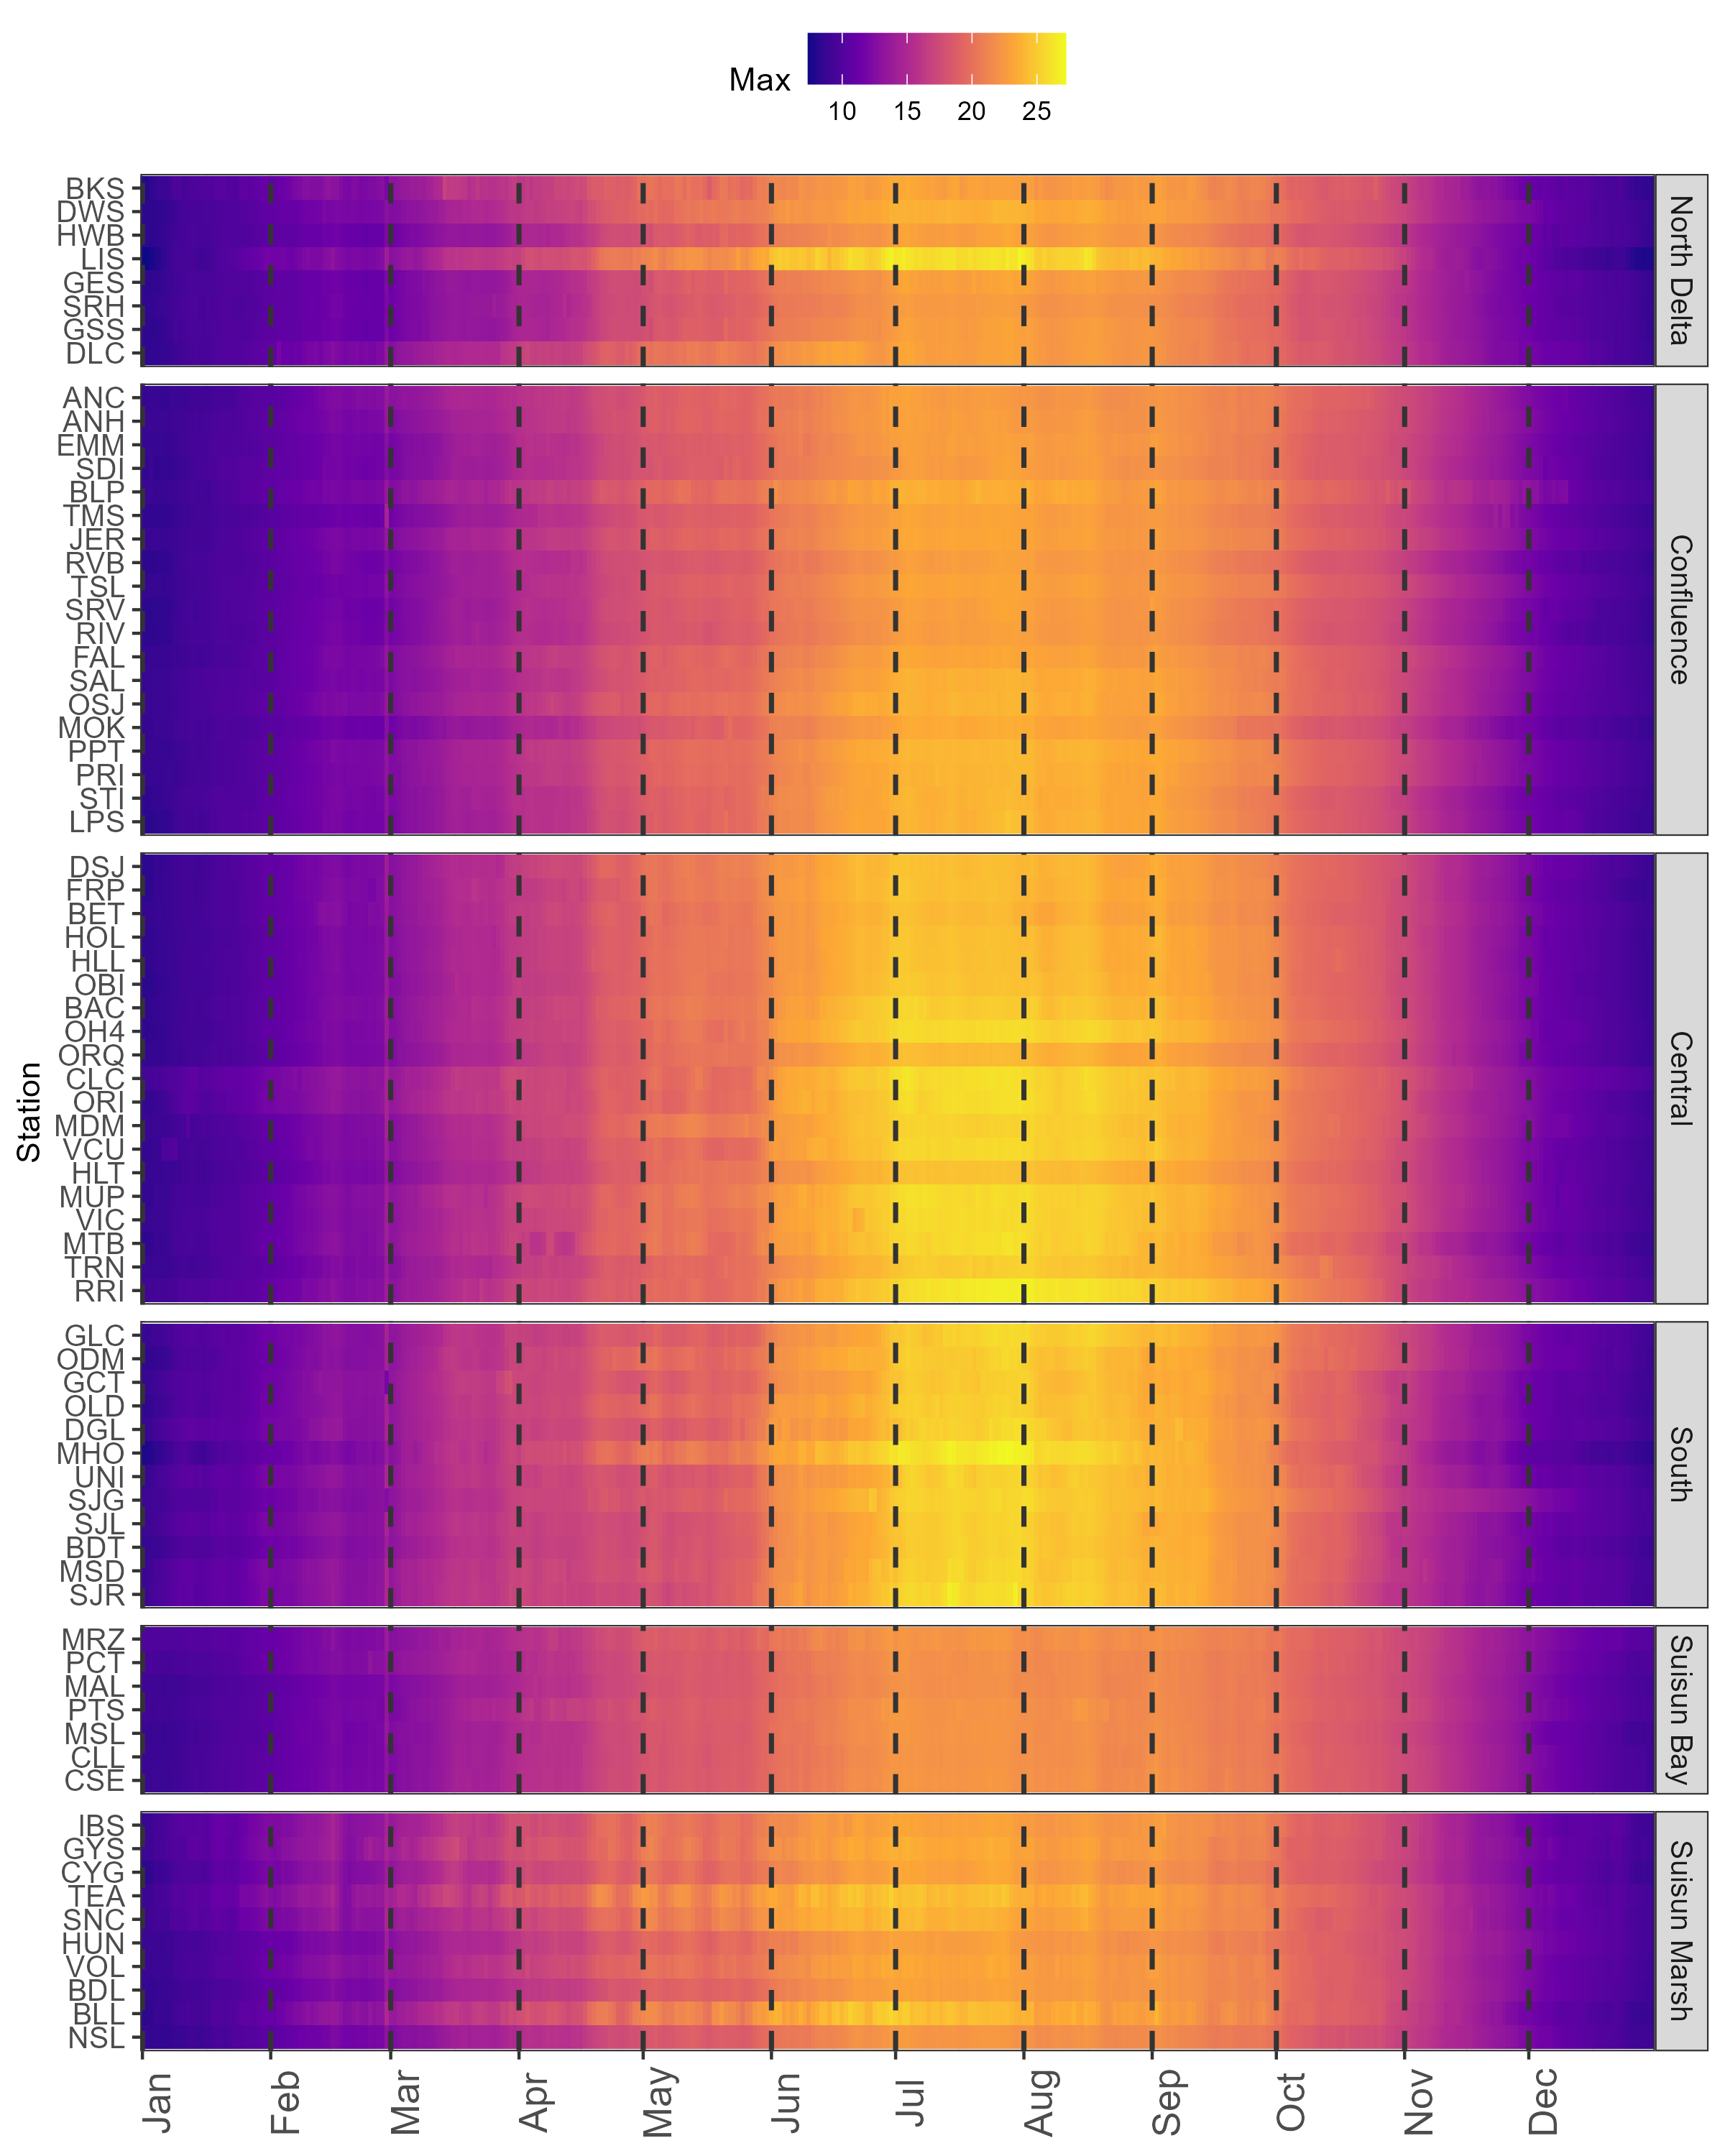 Max
10 15 20 25
Station
BKS
DWS
HWB
LIS
GES
SRH
GSS
DLC
North Delta
ANC
ANH
EMM
SDI
BLP
TMS
JER
RVB
TSL
SRV
RIV
FAL
SAL
OSJ
MOK
PPT
PRI
STI
LPS
Confluence
DSJ
FRP
BET
HOL
HLL
OBI
BAC
OH4
ORQ
CLC
ORI
MDM
VCU
HLT
MUP
VIC
MTB
TRN
RRI
Central
GLC
ODM
GCT
OLD
DGL
MHO
UNI
SJG
SJL
BDT
MSD
SJR
South
MRZ
PCT
MAL
PTS
MSL
CLL
CSE
Suisun Bay
IBS
GYS
CYG
TEA
SNC
HUN
VOL
BDL
BLL
NSL
Suisun Marsh
Jan Feb Mar Apr May Jun Jul Aug Sep Oct Nov Dec